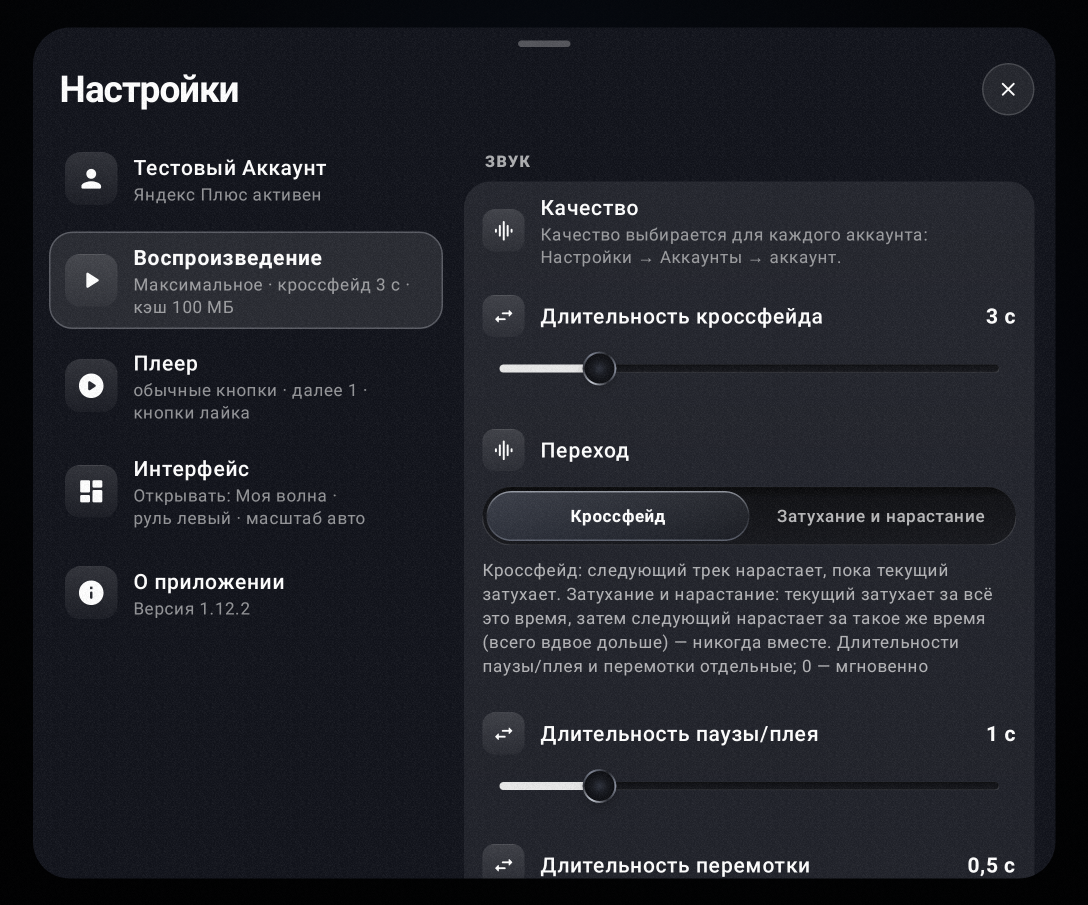 Настройки
Тестовый Аккаунт
Яндекс Плюс активен
Воспроизведение
Максимальное · кроссфейд 3 с ·
кэш 100 МБ
Плеер
обычные кнопки · далее 1 ·
кнопки лайка
Интерфейс
Открывать: Моя волна ·
руль левый · масштаб авто
О приложении
Версия 1.12.2
ЗВУК
Качество
Качество выбирается для каждого аккаунта:
Настройки → Аккаунты → аккаунт.
Длительность кроссфейда 3 с
Переход
Кроссфейд Затухание и нарастание
Кроссфейд: следующий трек нарастает, пока текущий
затухает. Затухание и нарастание: текущий затухает за всё
это время, затем следующий нарастает за такое же время
(всего вдвое дольше) — никогда вместе. Длительности
паузы/плея и перемотки отдельные; 0 — мгновенно
Длительность паузы/плея 1 с
Длительность перемотки 0,5 с